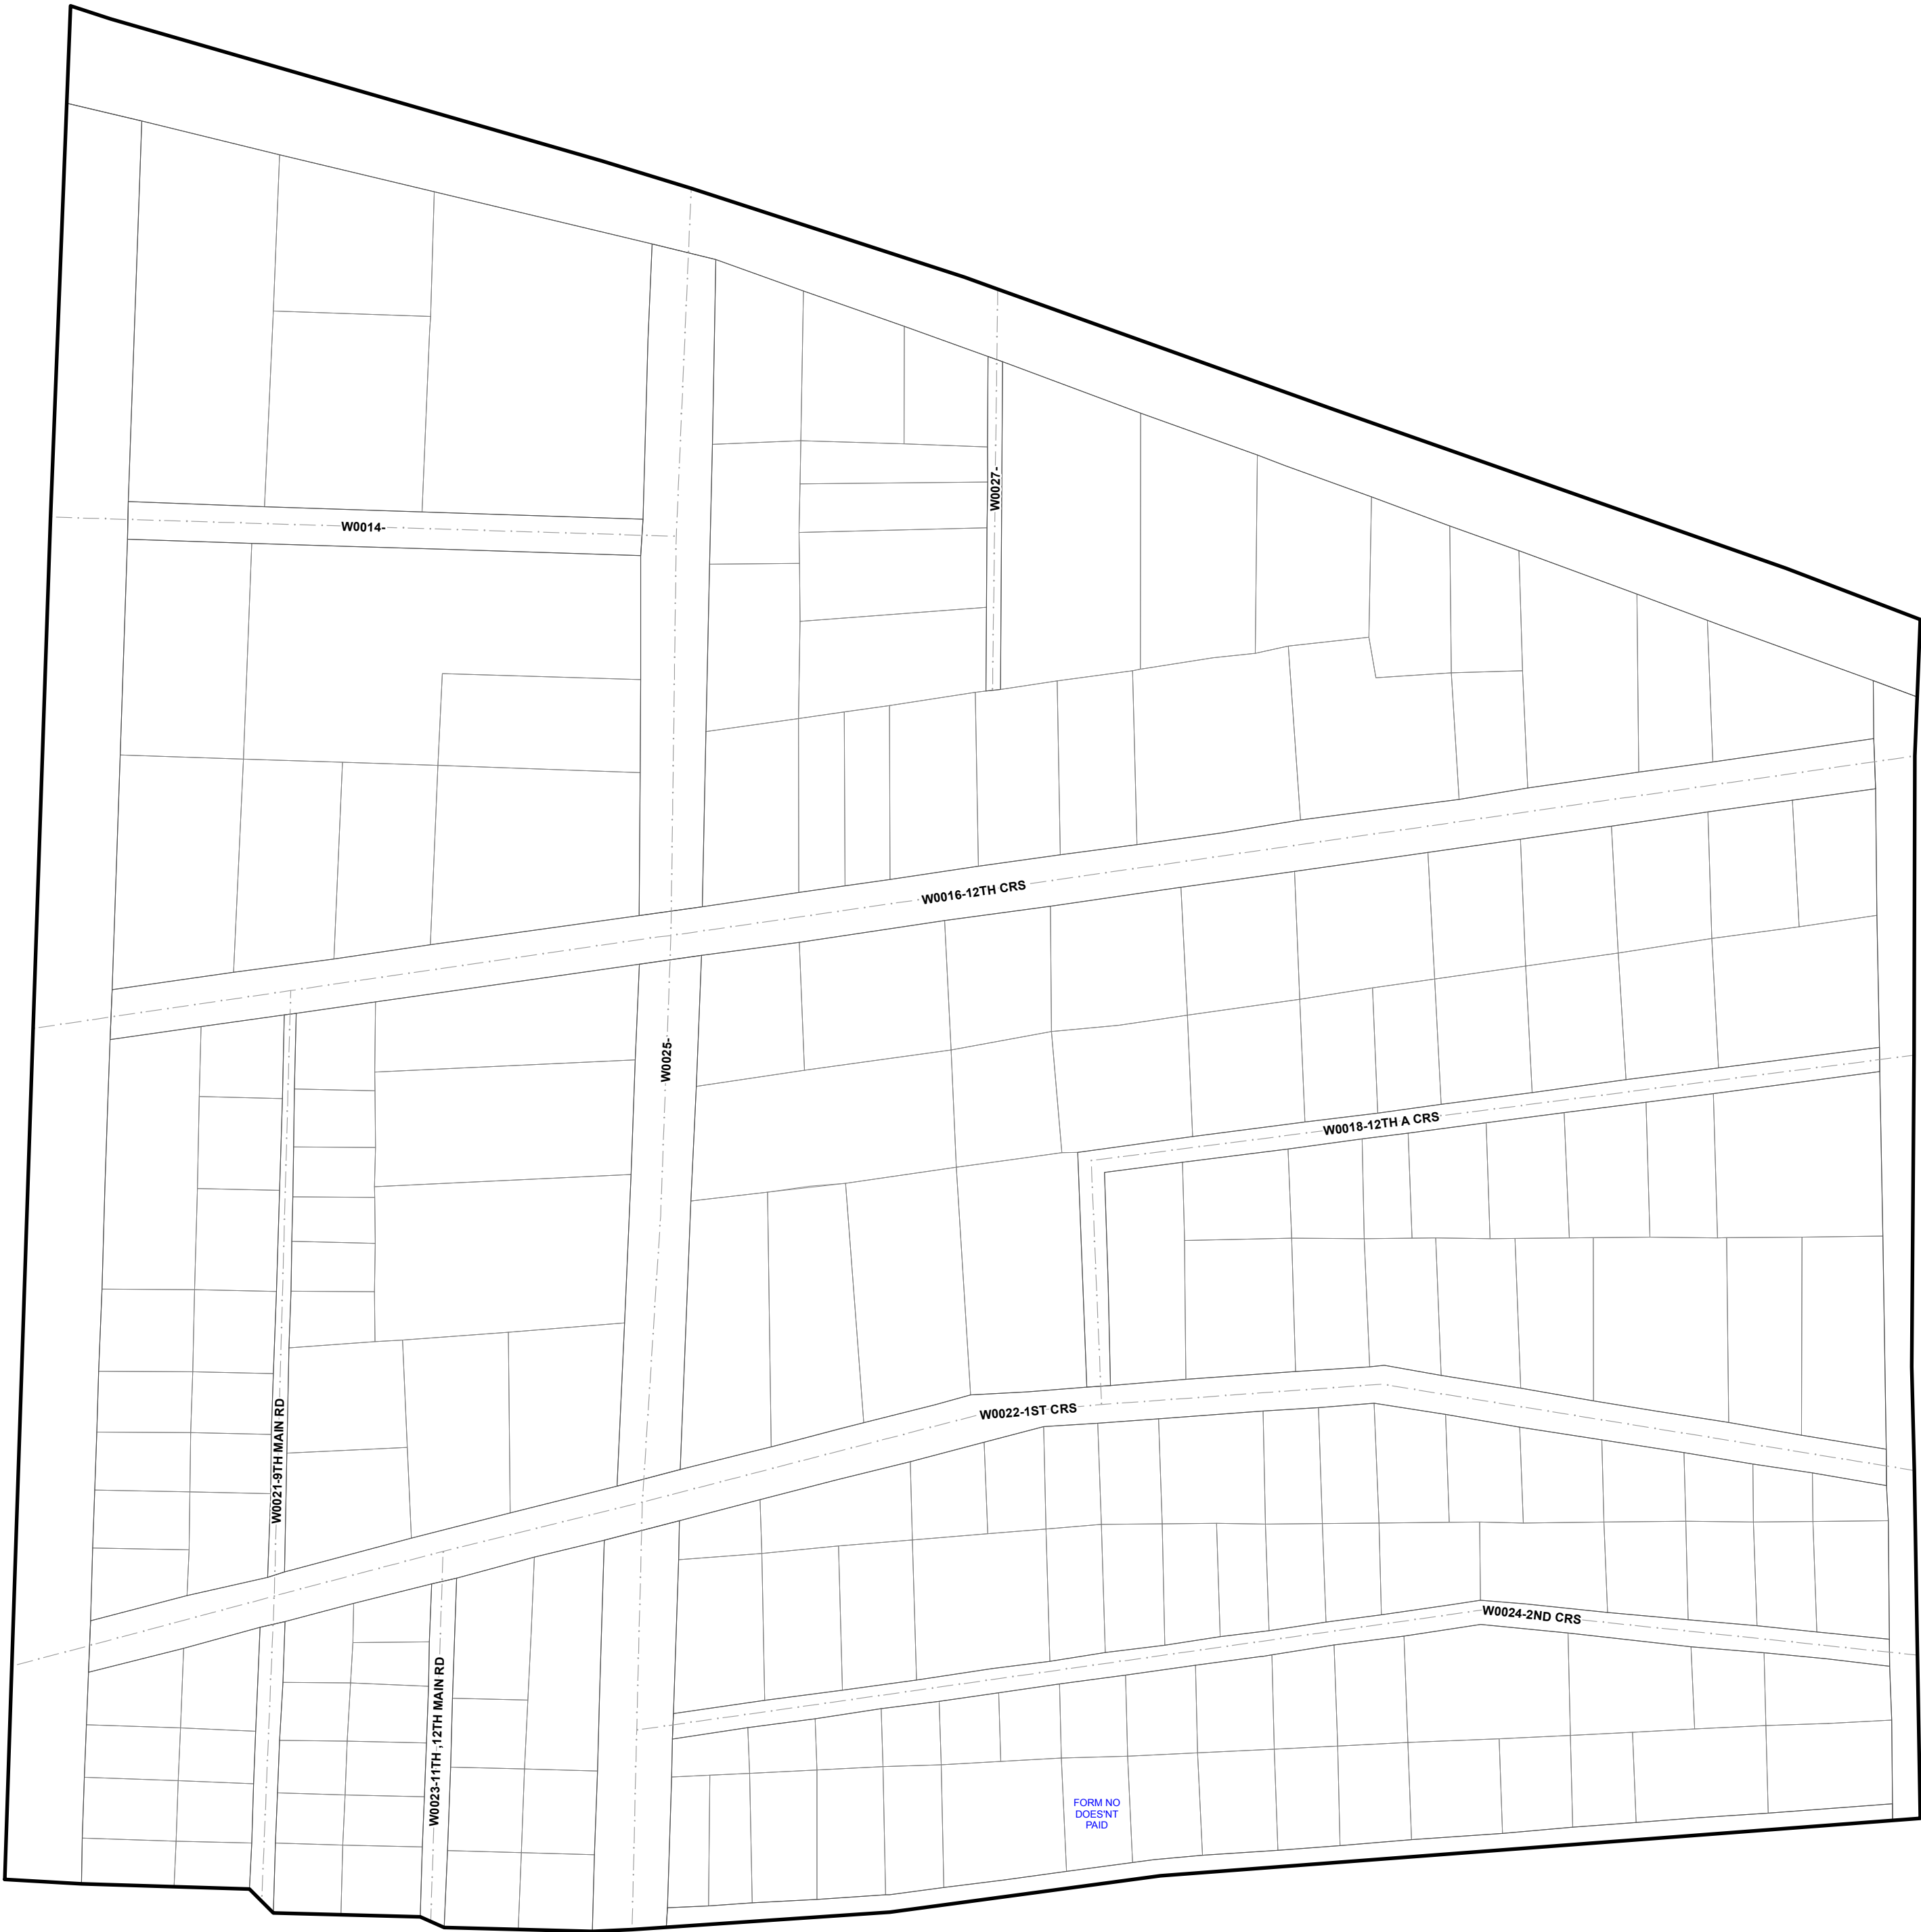 W0027-
W0014-
W0016-12TH CRS
W0025-
W0018-12TH A CRS
W0022-1ST CRS
W0021-9TH MAIN RD
W0024-2ND CRS
W0023-11TH ,12TH MAIN RD
FORM NO
DOES'NT
PAID